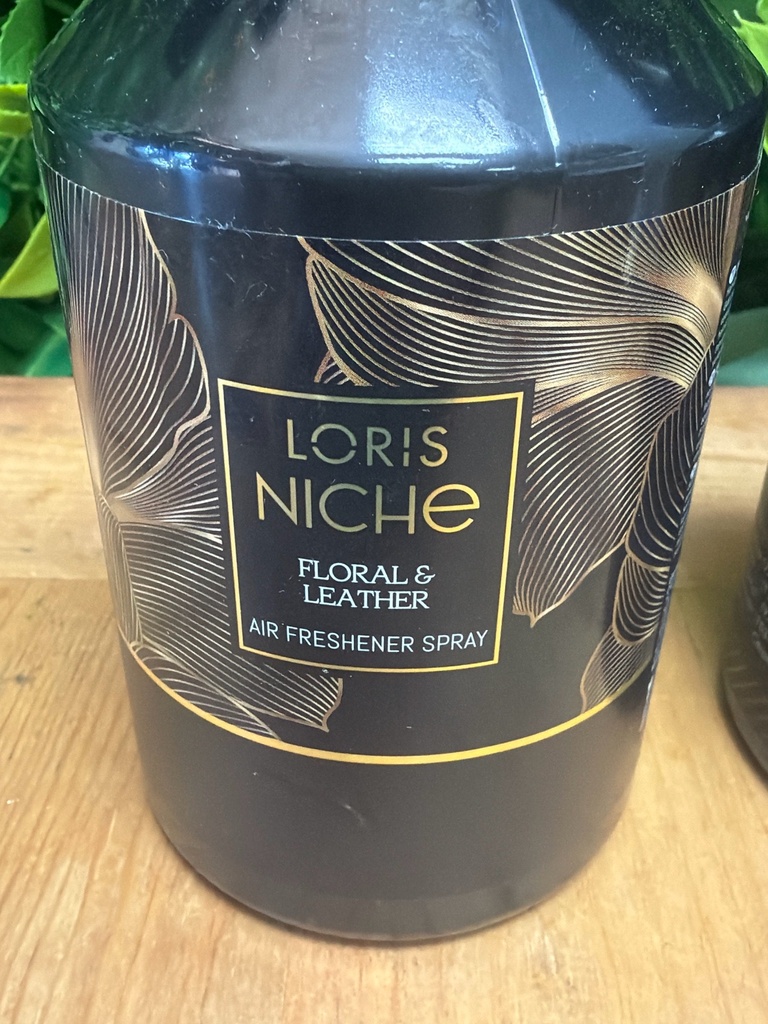 LORIS
NICHe
FLORAL &
LEATHER
AIR FRESHENER SPRAY